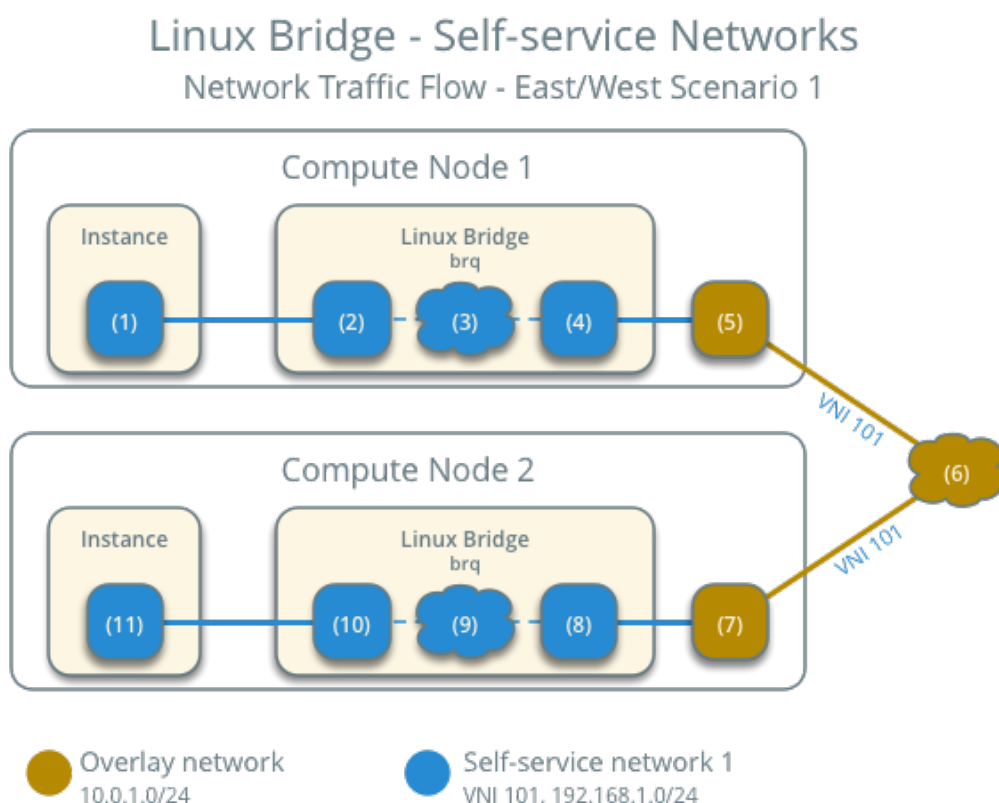 Linux Bridge - Self-service Networks
Network Traffic Flow - East/West Scenario 1
Compute Node 1
Instance
Linux Bridge
brq
(1)
(2)
(3)
(4)
(5)
VNI 101
(6)
Compute Node 2
Instance
Linux Bridge
brq
VNI 101
(11)
(10)
(9)
(8)
(7)
Overlay network
10.0.1.0/24
Self-service network 1
VNI 101, 192.168.1.0/24